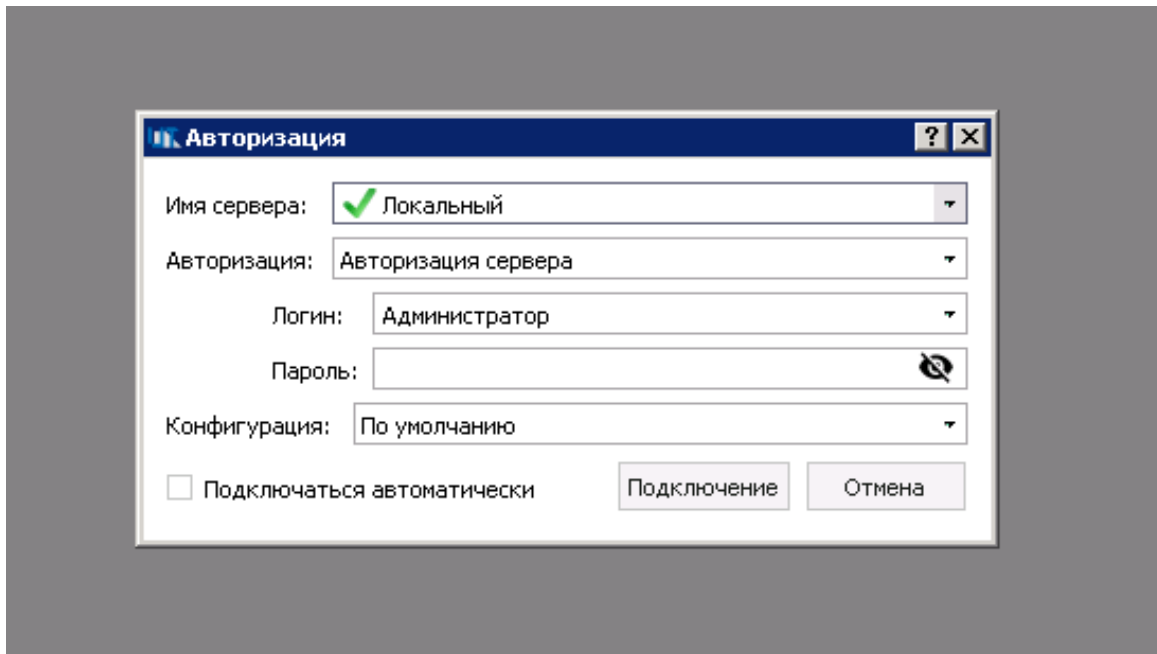 Авторизация
Имя сервера: Локальный
Авторизация: Авторизация сервера
Логин: Администратор
Пароль:
Конфигурация: По умолчанию
Подключаться автоматически Подключение Отмена